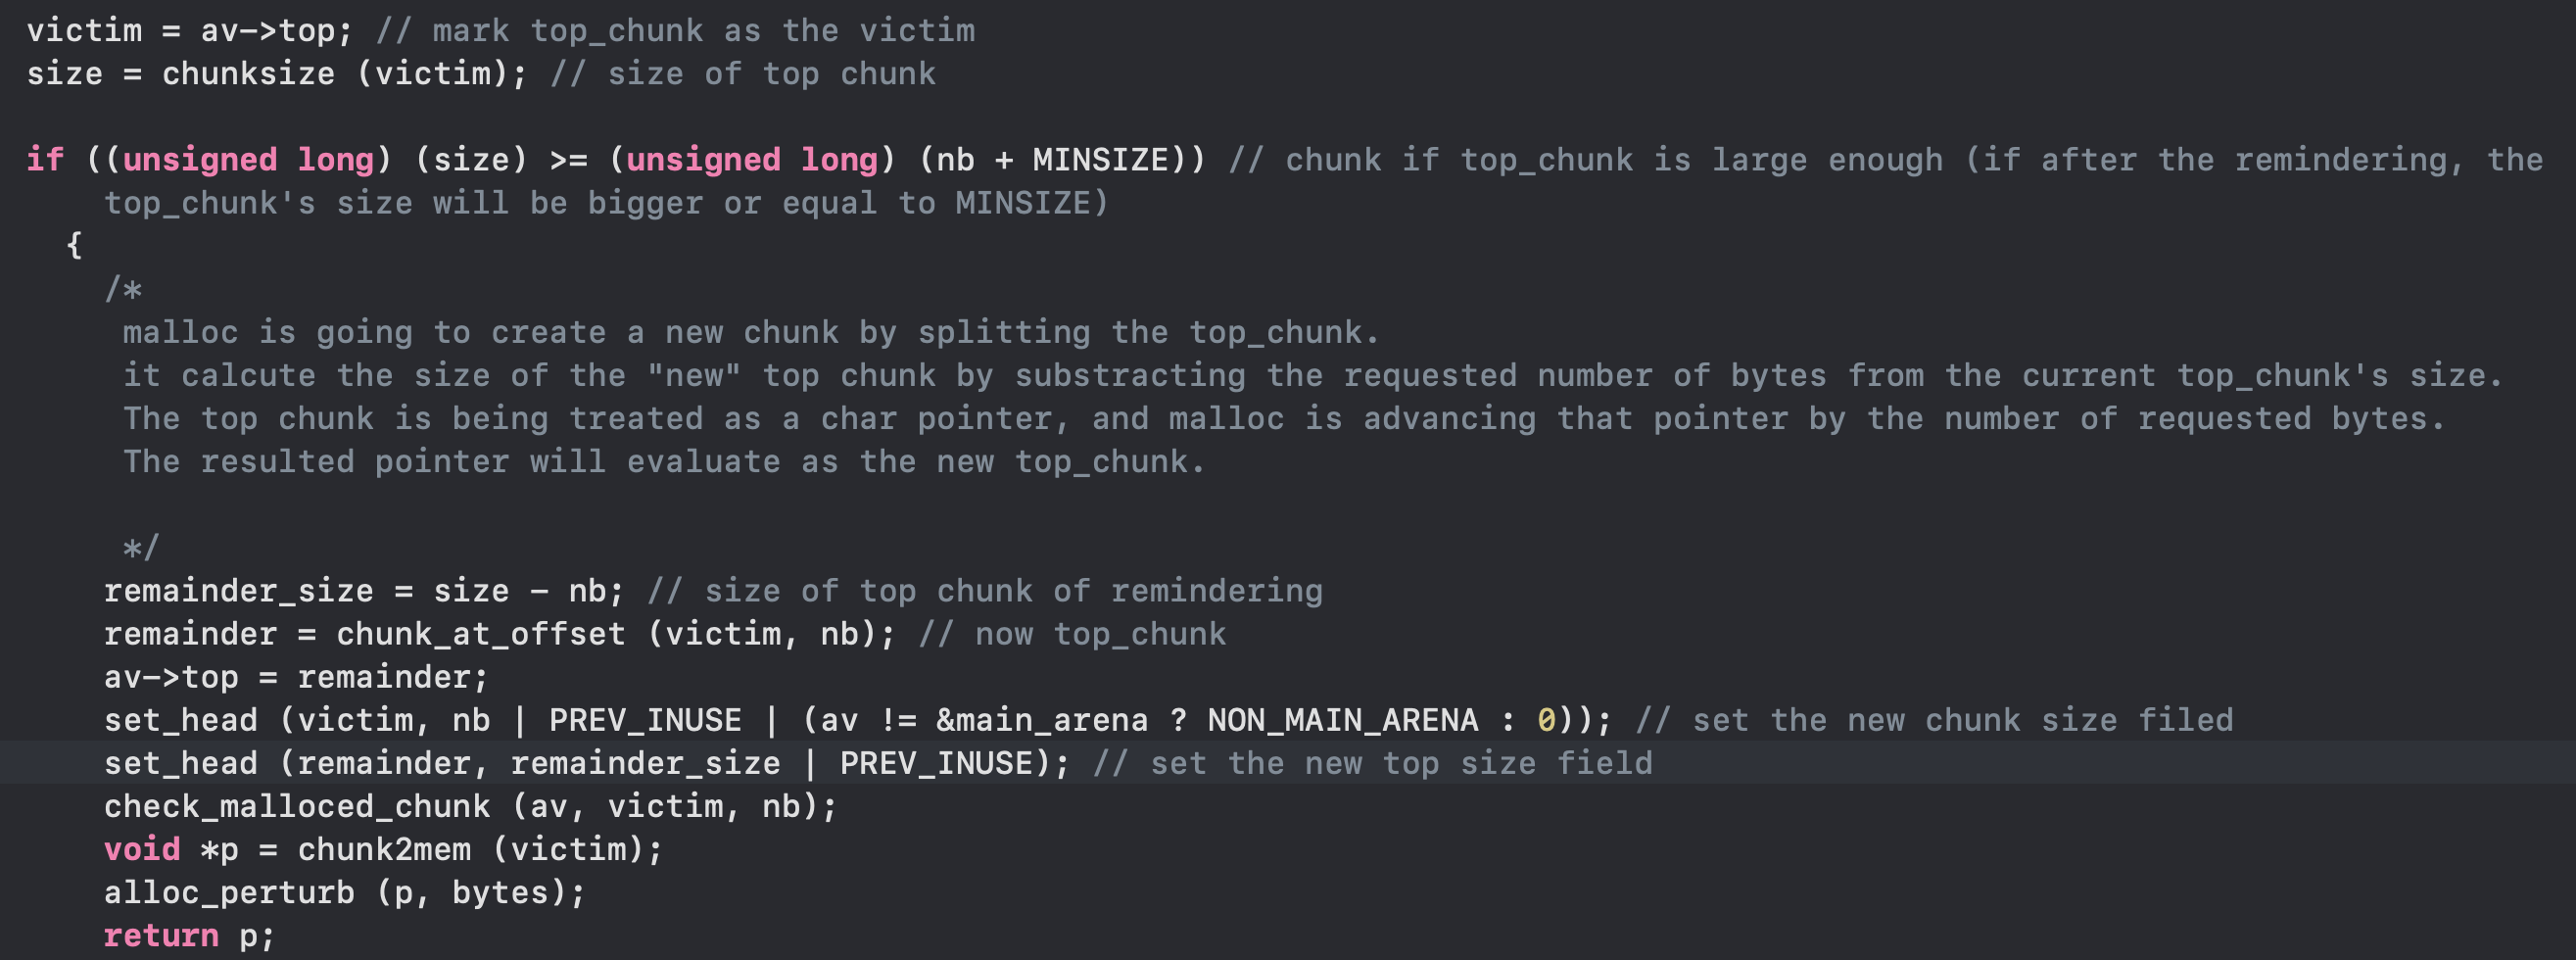 victim = av->top; // mark top_chunk as the victim
size = chunksize (victim); // size of top chunk
if ((unsigned long) (size) >= (unsigned long) (nb + MINSIZE)) // chunk if top_chunk is large enough (if after the remindering, the
top_chunk's size will be bigger or equal to MINSIZE)
{
/*
malloc is going to create a new chunk by splitting the top_chunk.
it calcute the size of the "new" top chunk by substracting the requested number of bytes from the current top_chunk's size.
The top chunk is being treated as a char pointer, and malloc is advancing that pointer by the number of requested bytes.
The resulted pointer will evaluate as the new top_chunk.
*/
remainder_size = size - nb; // size of top chunk of remindering
remainder = chunk_at_offset (victim, nb); // now top_chunk
av->top = remainder;
set_head (victim, nb | PREV_INUSE | (av != &main_arena ? NON_MAIN_ARENA : 0)); // set the new chunk size filed
set_head (remainder, remainder_size | PREV_INUSE); // set the new top size field
check_malloced_chunk (av, victim, nb);
void *p = chunk2mem (victim);
alloc_perturb (p, bytes);
return p;